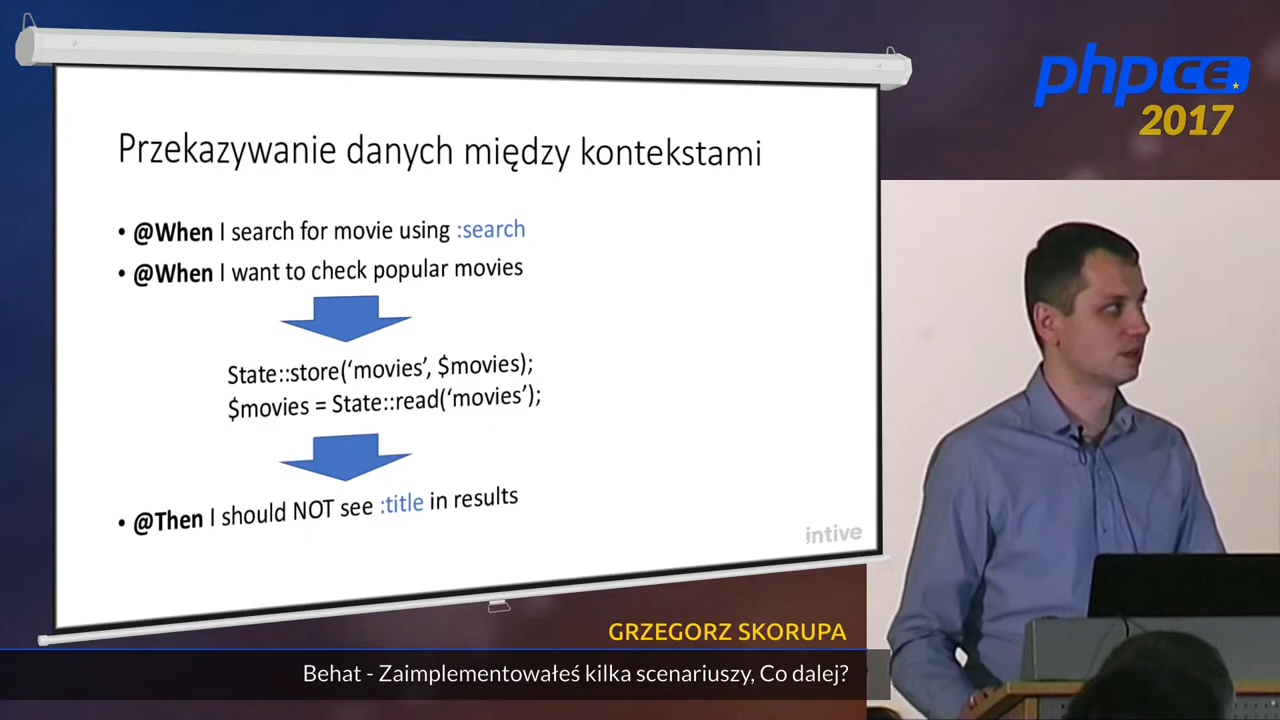 phpCE
2017
Przekazywanie danych między kontekstami
• @When I search for movie using :search
• @When I want to check popular movies
State::store(‘movies’, $movies);
$movies = State::read(‘movies’);
• @Then I should NOT see :title in results
intive
GRZEGORZ SKORUPA
Behat - Zaimplementowałeś kilka scenariuszy, Co dalej?